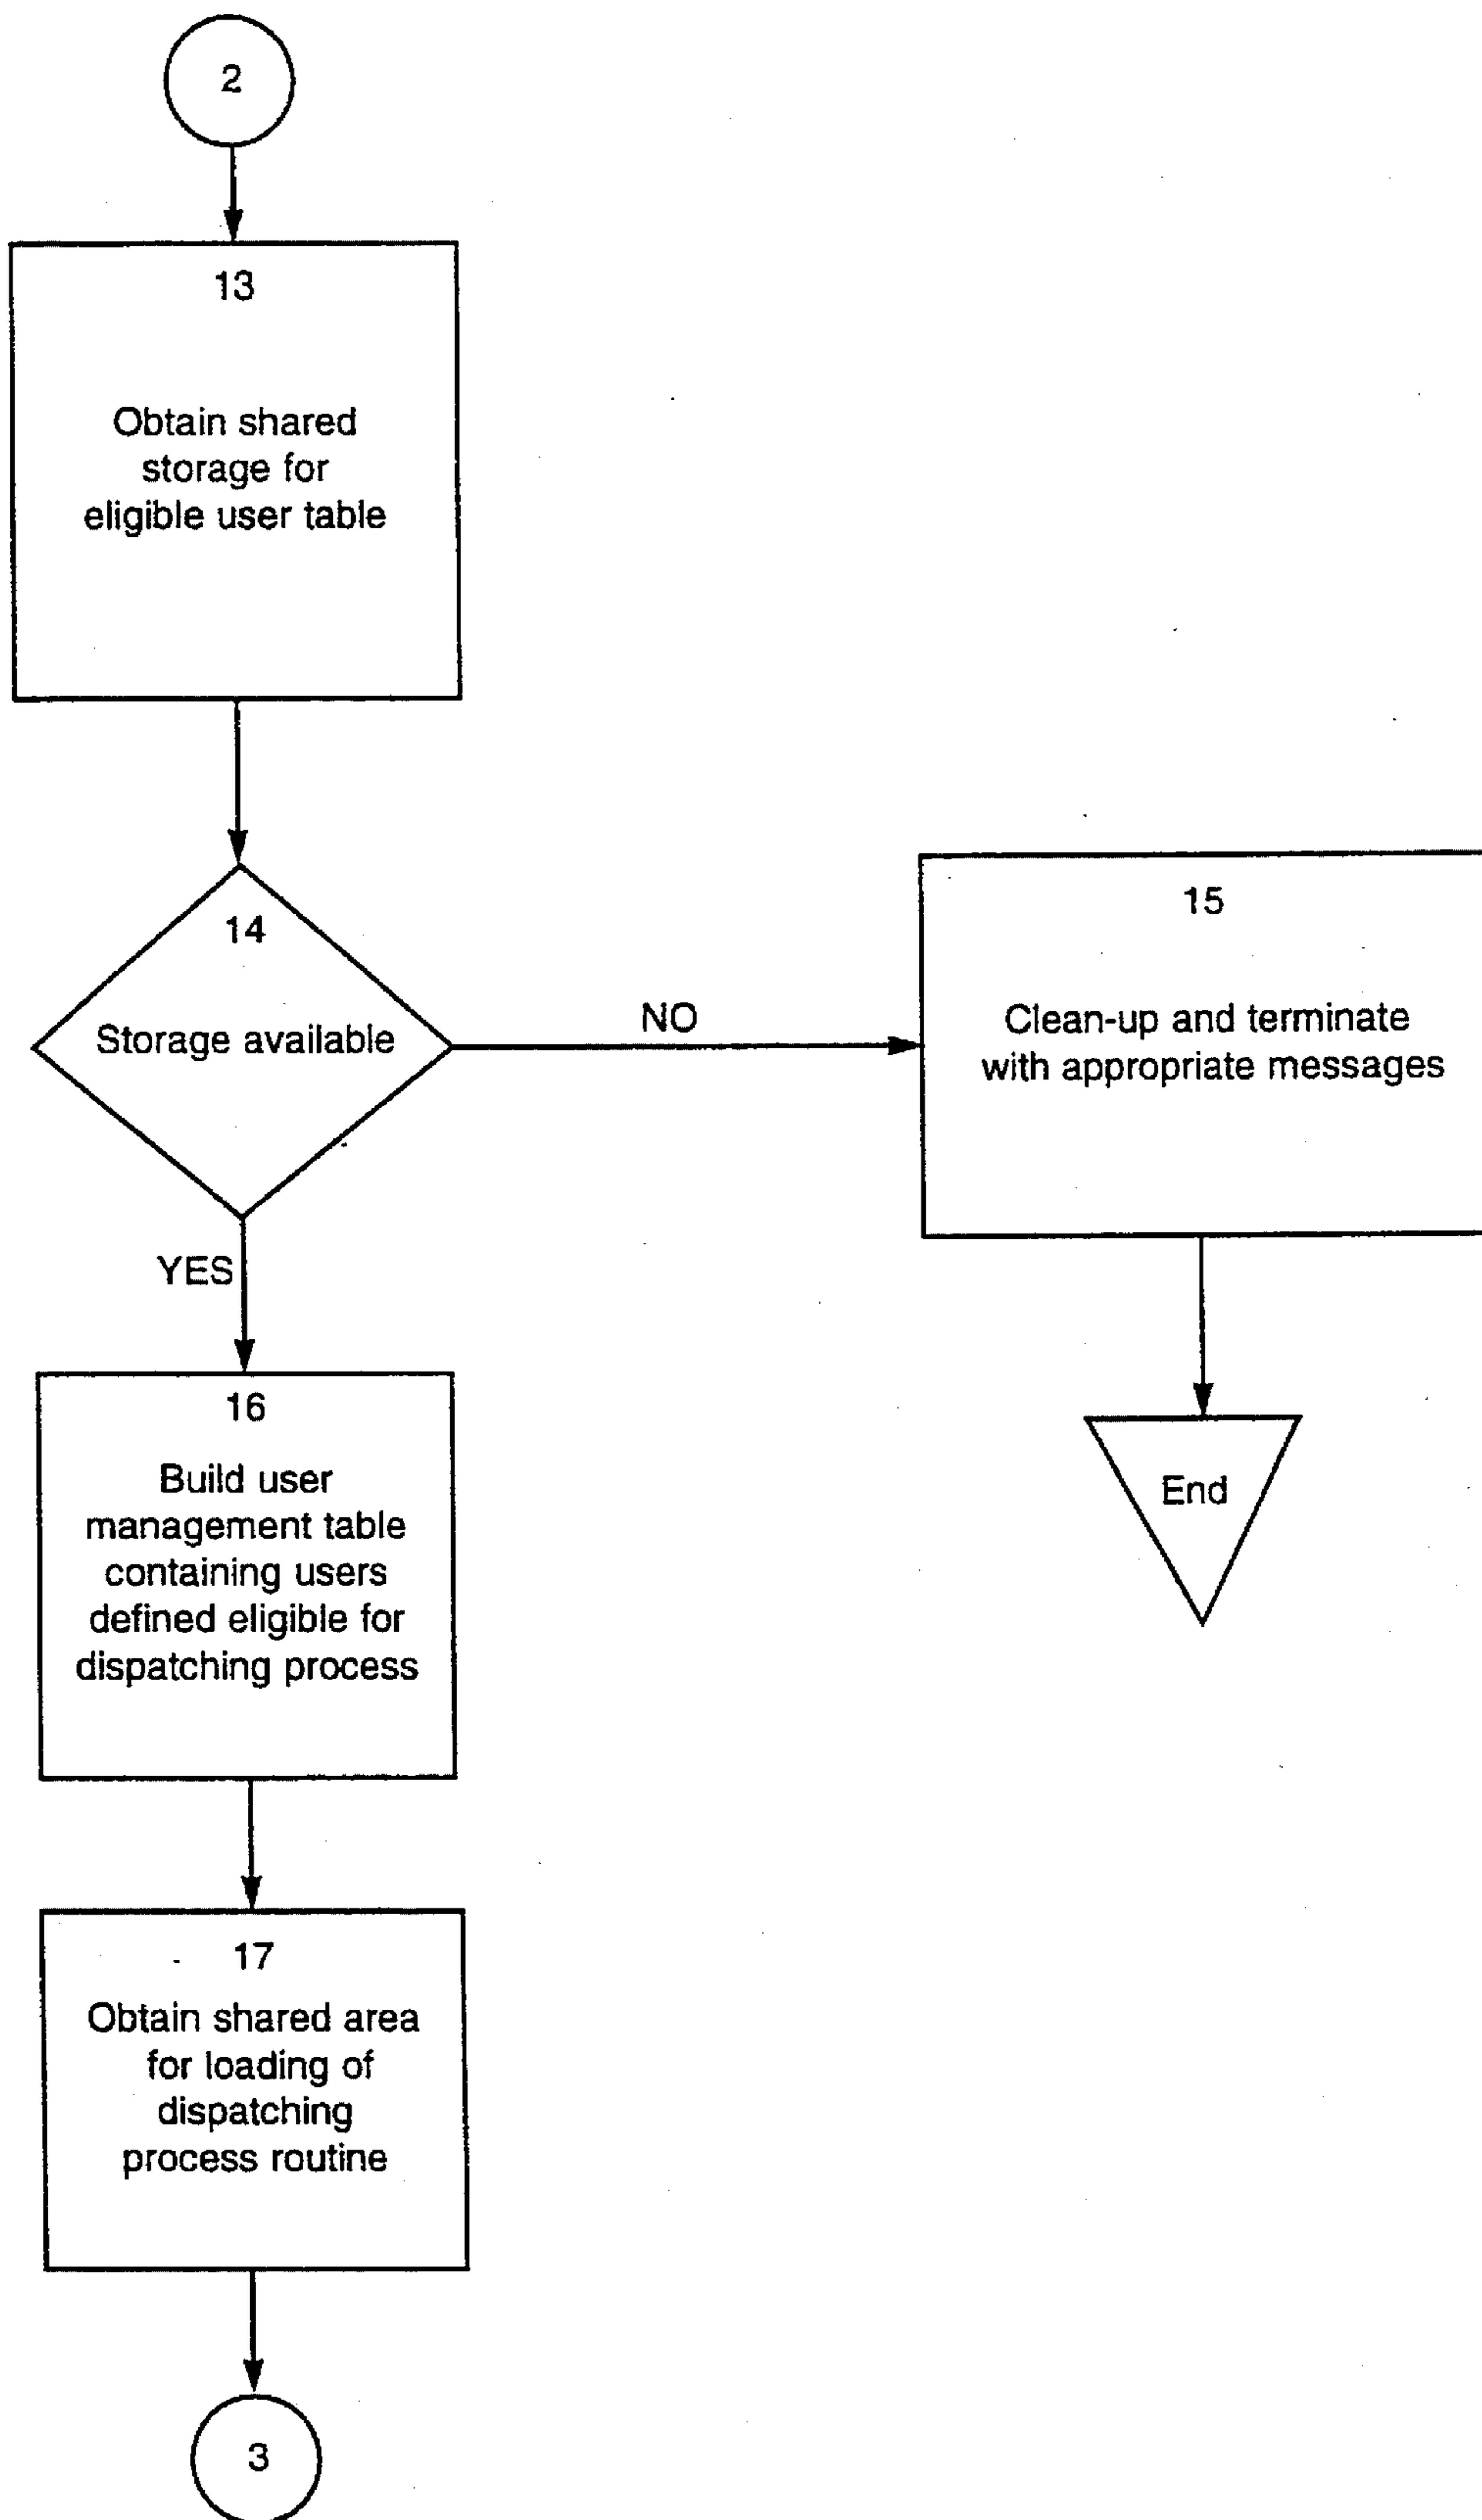 2
13
Obtain shared
storage for
eligible user table
14
Storage available
NO
15
Clean-up and terminate
with appropriate messages
YES
16
Build user
management table
containing users
defined eligible for
dispatching process
End
17
Obtain shared area
for loading of
dispatching
process routine
3